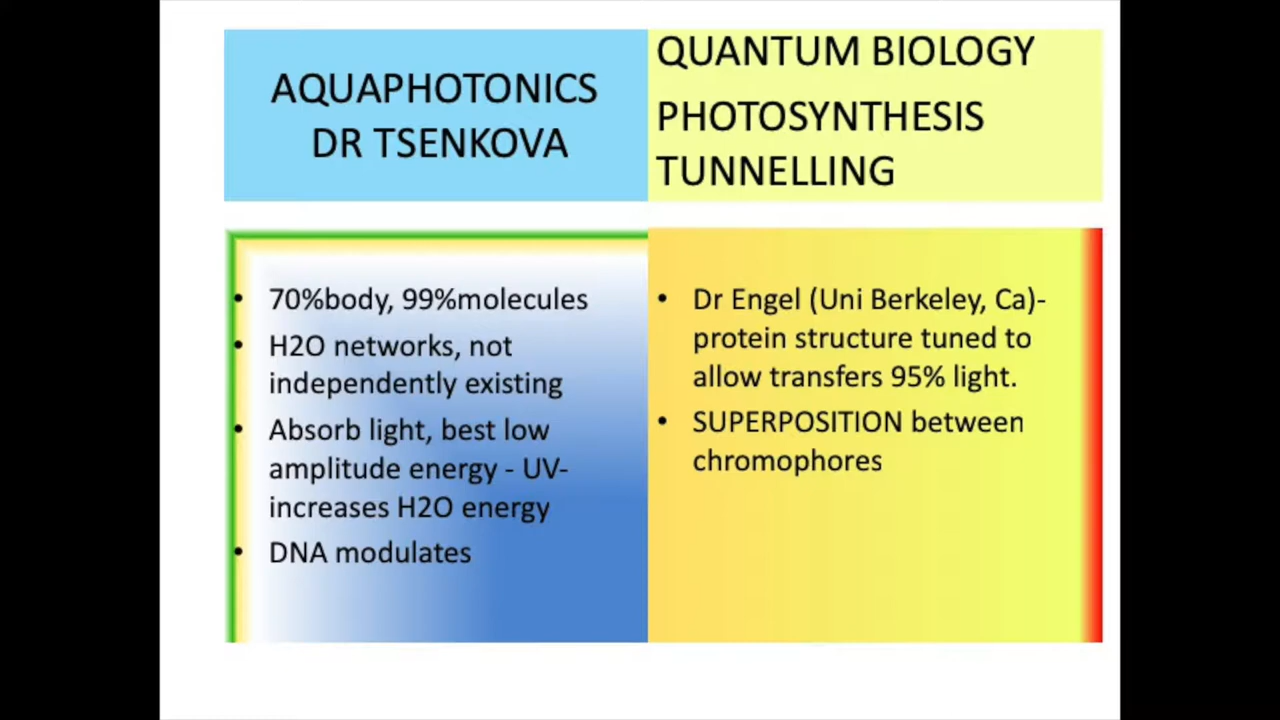 AQUAPHOTONICS
DR TSENKOVA
QUANTUM BIOLOGY
PHOTOSYNTHESIS
TUNNELLING
• 70%body, 99%molecules
• H2O networks, not
independently existing
• Absorb light, best low
amplitude energy - UV-
increases H2O energy
• DNA modulates
• Dr Engel (Uni Berkeley, Ca)-
protein structure tuned to
allow transfers 95% light.
• SUPERPOSITION between
chromophores